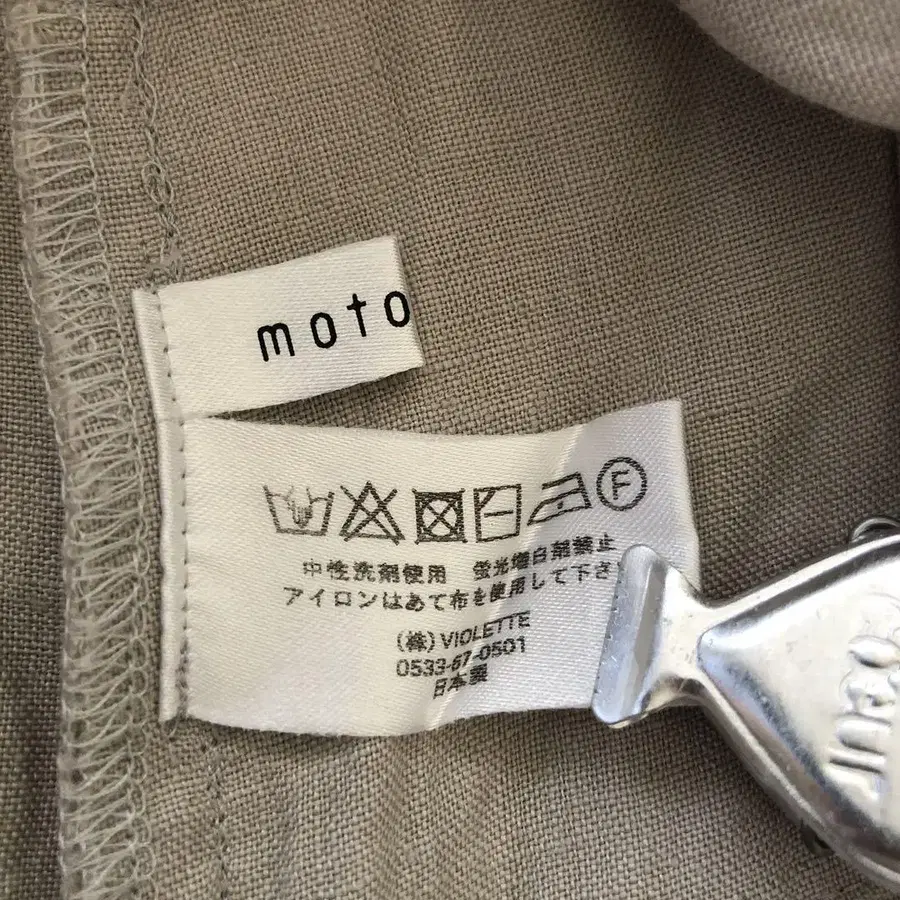 moto
F
中性洗剤使用 蛍光増白剤禁止
アイロンはあて布を使用して下さ
(株) VIOLETTE
0533-67-0501
日本製